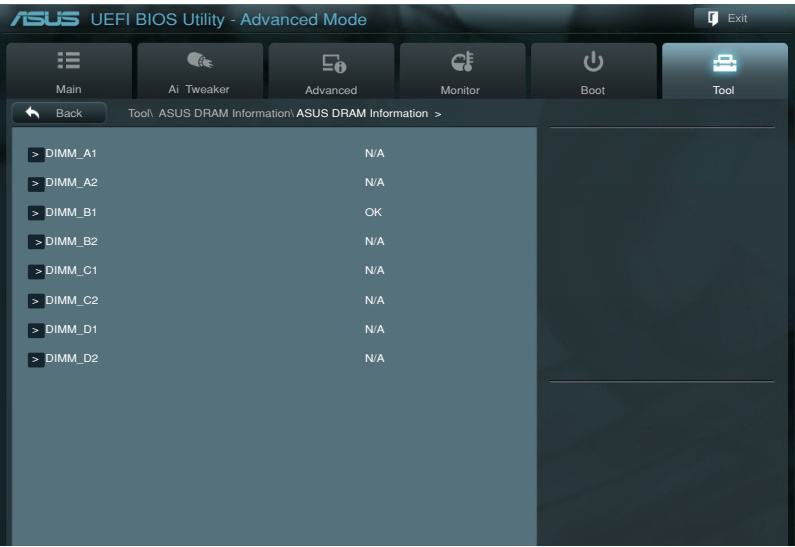 ASUS UEFI BIOS Utility - Advanced Mode
Exit
Main
Ai Tweaker
Advanced
Monitor
Boot
Tool
Back
Tool\ ASUS DRAM Information\ ASUS DRAM Information >
> DIMM_A1 N/A
> DIMM_A2 N/A
> DIMM_B1 OK
> DIMM_B2 N/A
> DIMM_C1 N/A
> DIMM_C2 N/A
> DIMM_D1 N/A
> DIMM_D2 N/A